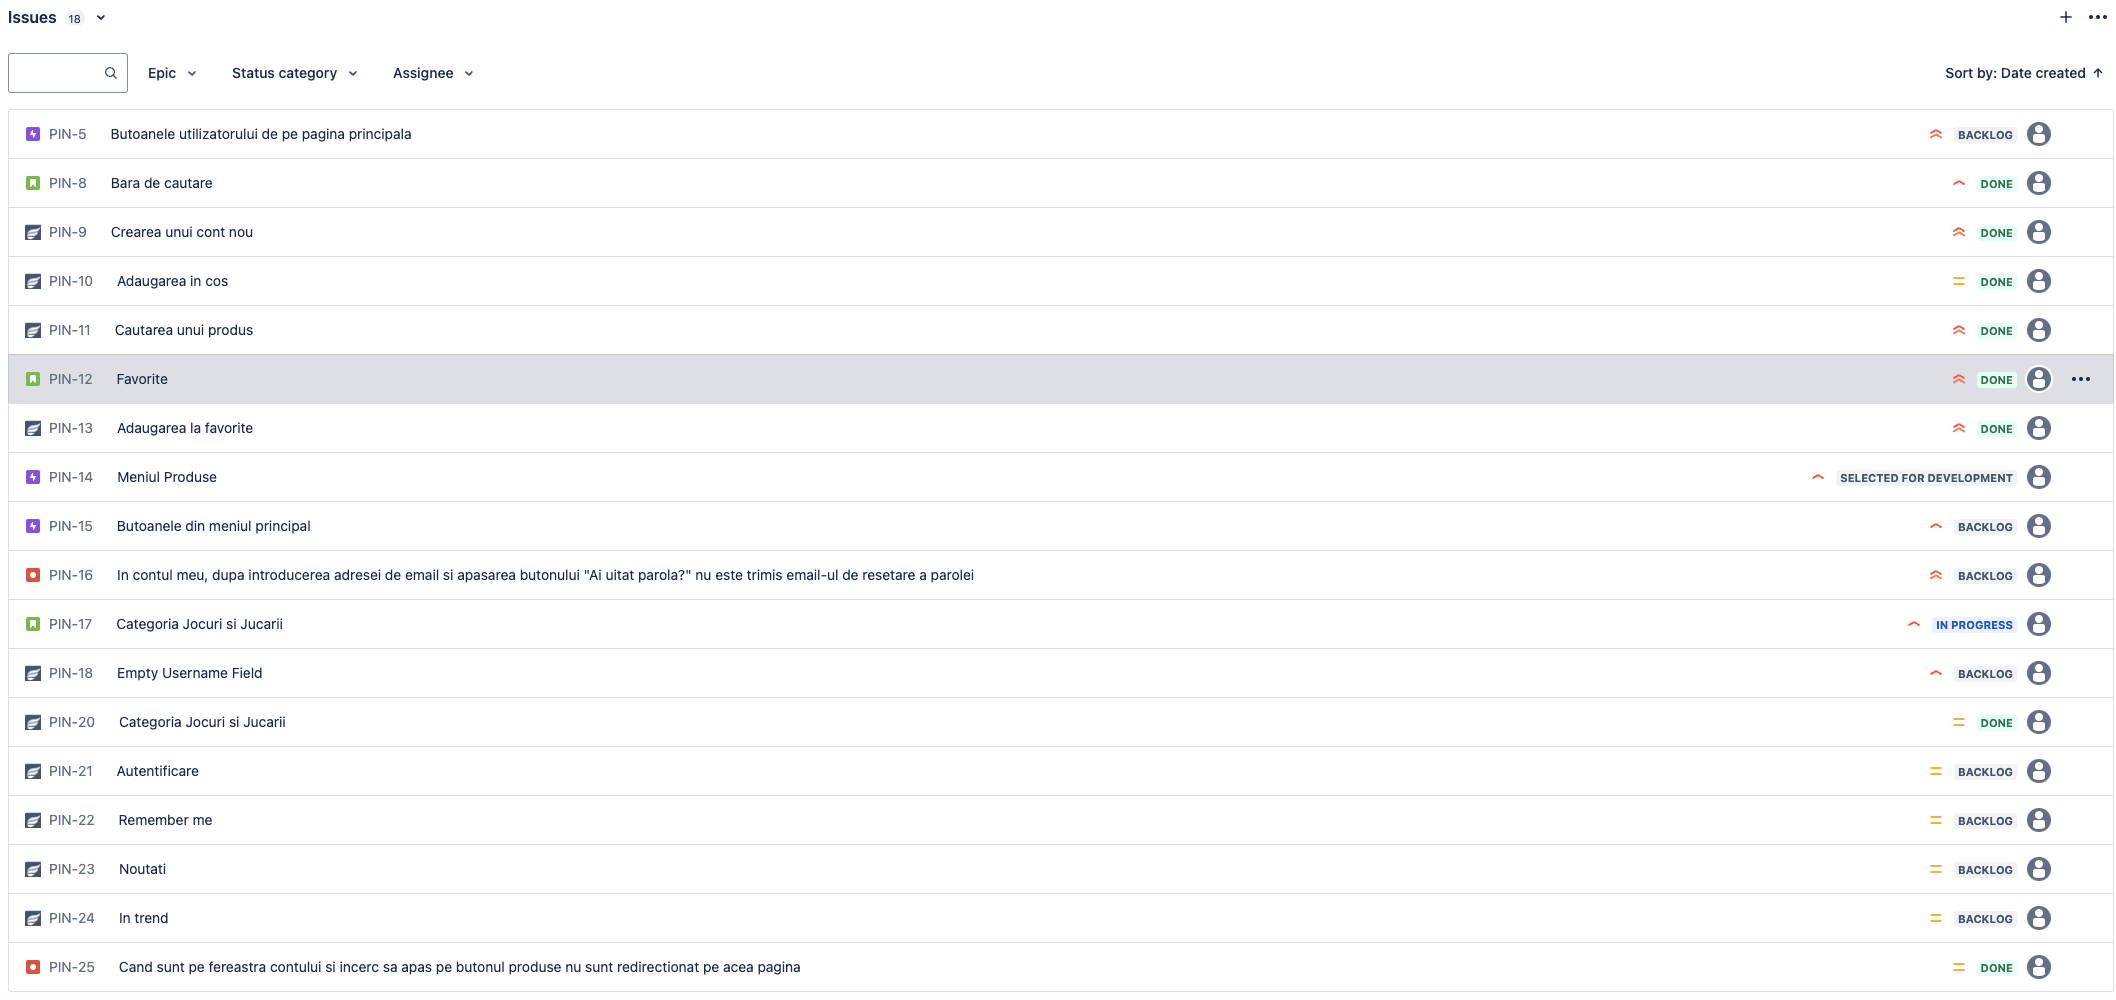 Issues 18
Epic Status category Assignee Sort by: Date created
PIN-5 Butoanele utilizatorului de pe pagina principala BACKLOG
PIN-8 Bara de cautare DONE
PIN-9 Crearea unui cont nou DONE
PIN-10 Adaugarea in cos DONE
PIN-11 Cautarea unui produs DONE
PIN-12 Favorite DONE
PIN-13 Adaugarea la favorite DONE
PIN-14 Meniul Produse SELECTED FOR DEVELOPMENT
PIN-15 Butoanele din meniul principal BACKLOG
PIN-16 In contul meu, dupa introducerea adresei de email si apasarea butonului "Ai uitat parola?" nu este trimis email-ul de resetare a parolei BACKLOG
PIN-17 Categoria Jocuri si Jucarii IN PROGRESS
PIN-18 Empty Username Field BACKLOG
PIN-20 Categoria Jocuri si Jucarii DONE
PIN-21 Autentificare BACKLOG
PIN-22 Remember me BACKLOG
PIN-23 Noutati BACKLOG
PIN-24 In trend BACKLOG
PIN-25 Cand sunt pe fereastra contului si incerc sa apas pe butonul produse nu sunt redirectionat pe acea pagina DONE